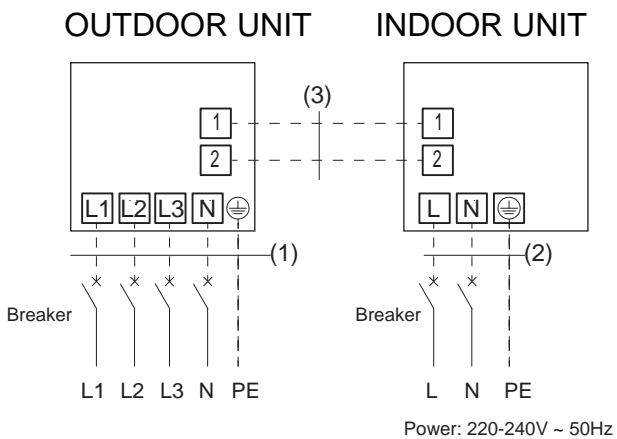 OUTDOOR UNIT INDOOR UNIT
(3)
1 1
2 2
L1 L2 L3 N L N
(1) (2)
Breaker Breaker
L1 L2 L3 N PE L N PE
Power: 220-240V ~ 50Hz